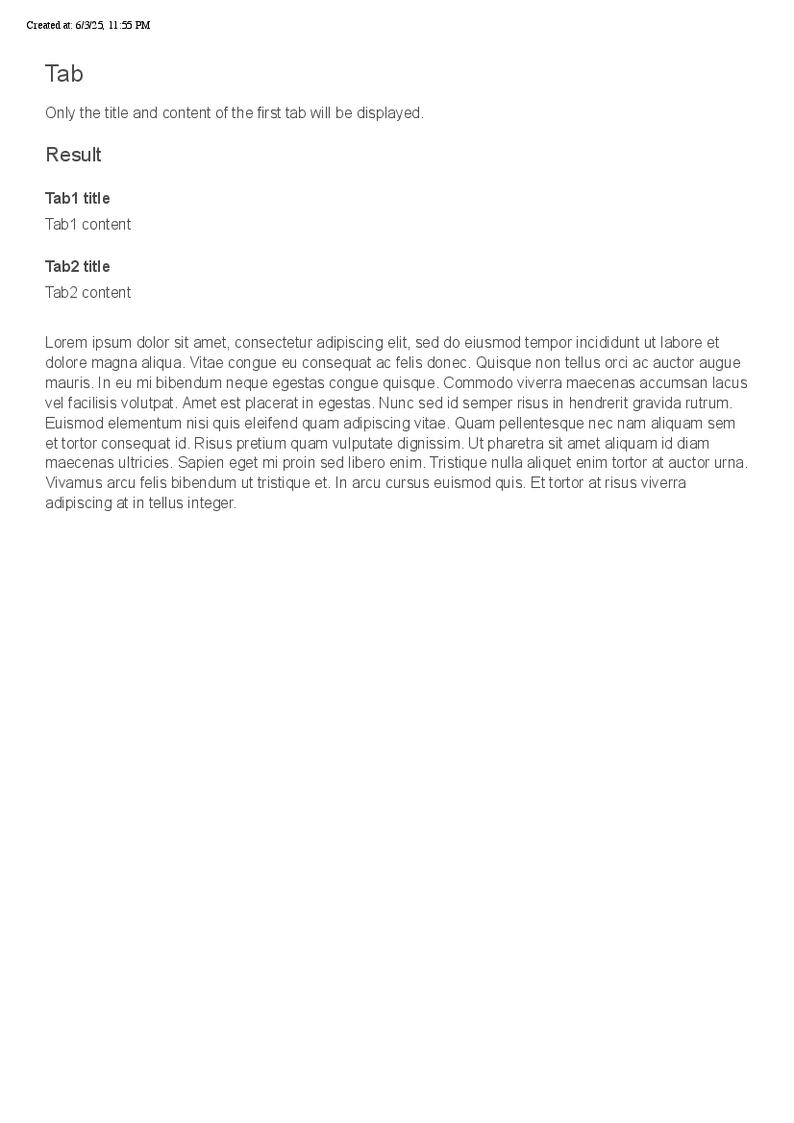 Created at: 6/3/25, 11:55 PM
Tab
Only the title and content of the first tab will be displayed.
Result
Tab1 title
Tab1 content
Tab2 title
Tab2 content
Lorem ipsum dolor sit amet, consectetur adipiscing elit, sed do eiusmod tempor incididunt ut labore et
dolore magna aliqua. Vitae congue eu consequat ac felis donec. Quisque non tellus orci ac auctor augue
mauris. In eu mi bibendum neque egestas congue quisque. Commodo viverra maecenas accumsan lacus
vel facilisis volutpat. Amet est placerat in egestas. Nunc sed id semper risus in hendrerit gravida rutrum.
Euismod elementum nisi quis eleifend quam adipiscing vitae. Quam pellentesque nec nam aliquam sem
et tortor consequat id. Risus pretium quam vulputate dignissim. Ut pharetra sit amet aliquam id diam
maecenas ultricies. Sapien eget mi proin sed libero enim. Tristique nulla aliquet enim tortor at auctor urna.
Vivamus arcu felis bibendum ut tristique et. In arcu cursus euismod quis. Et tortor at risus viverra
adipiscing at in tellus integer.